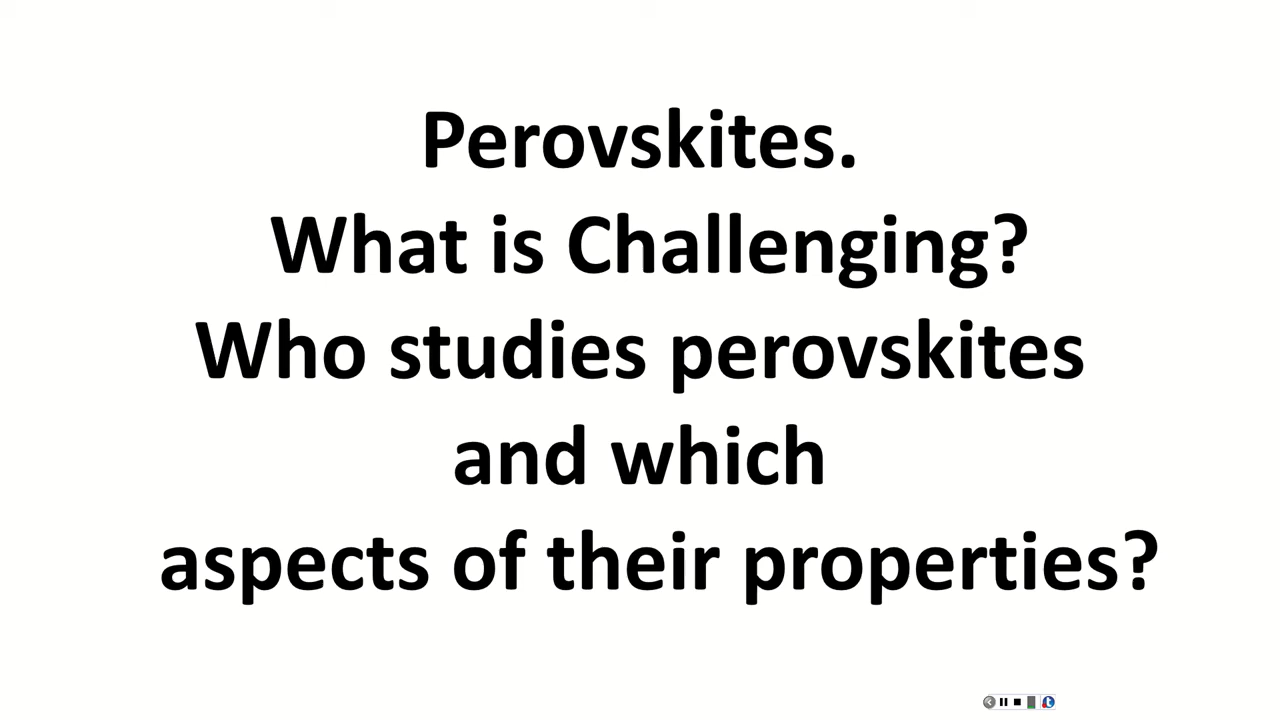 Perovskites.
What is Challenging?
Who studies perovskites
and which
aspects of their properties?